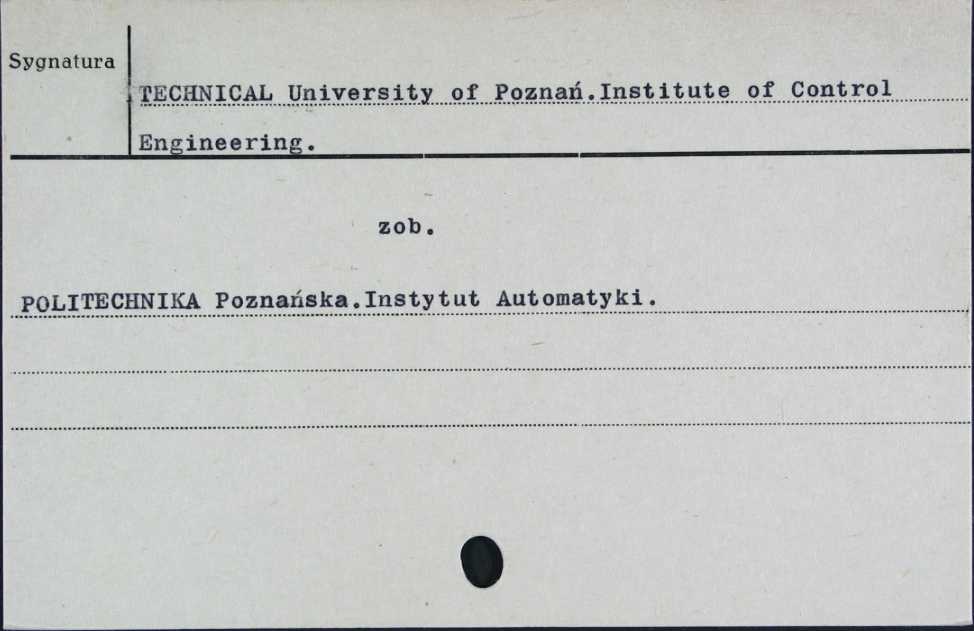 Sygnatura
TECHNICAL University of Poznań.Institute of Control
Engineering.
zob.
POLITECHNIKA Poznańska.Instytut Automatyki.